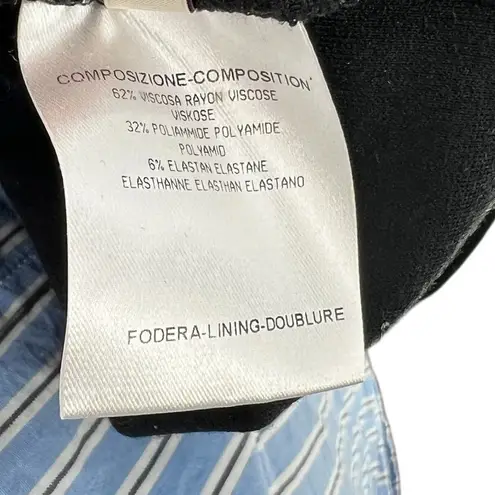 COMPOSIZIONE-COMPOSITION
62% VISCOSA RAYON VISCOSE
VISKOSE
32% POLIAMMIDE POLYAMIDE
POLYAMID
6% ELASTAN ELASTANE
ELASTHANNE ELASTHAN ELASTANO
FODERA-LINING-DOUBLURE